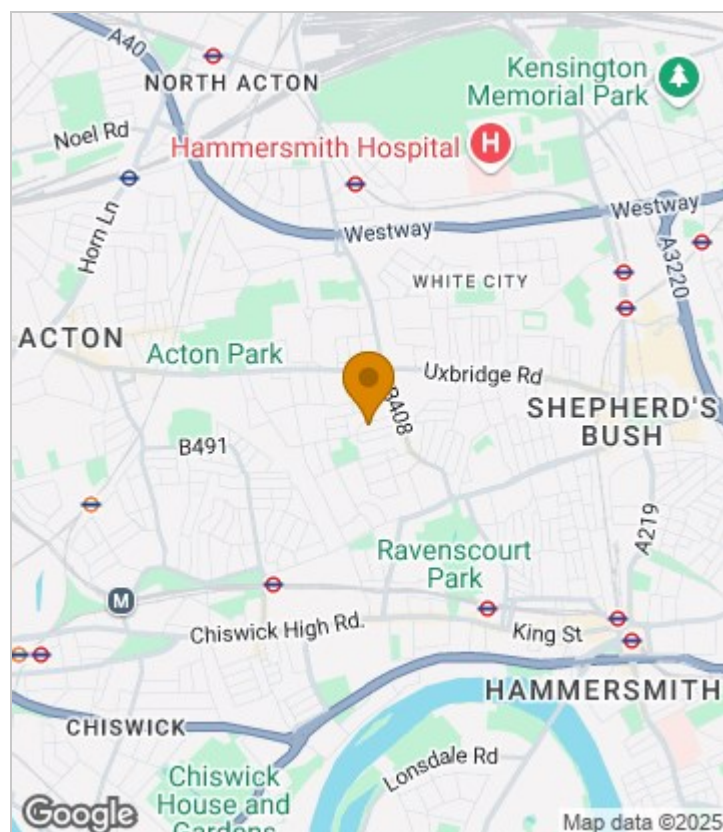 A40
NORTH ACTON
Kensington
Memorial Park
Noel Rd
Hammersmith Hospital
H
Horn Ln
Westway
Westway
A3220
WHITE CITY
ACTON
Acton Park
Uxbridge Rd
B408
SHEPHERD'S
BUSH
B491
A219
Ravenscourt
Park
M
Chiswick High Rd.
King St
HAMMERSMITH
CHISWICK
Lonsdale Rd
Chiswick
House and
Gardens
Google
Map data ©2025